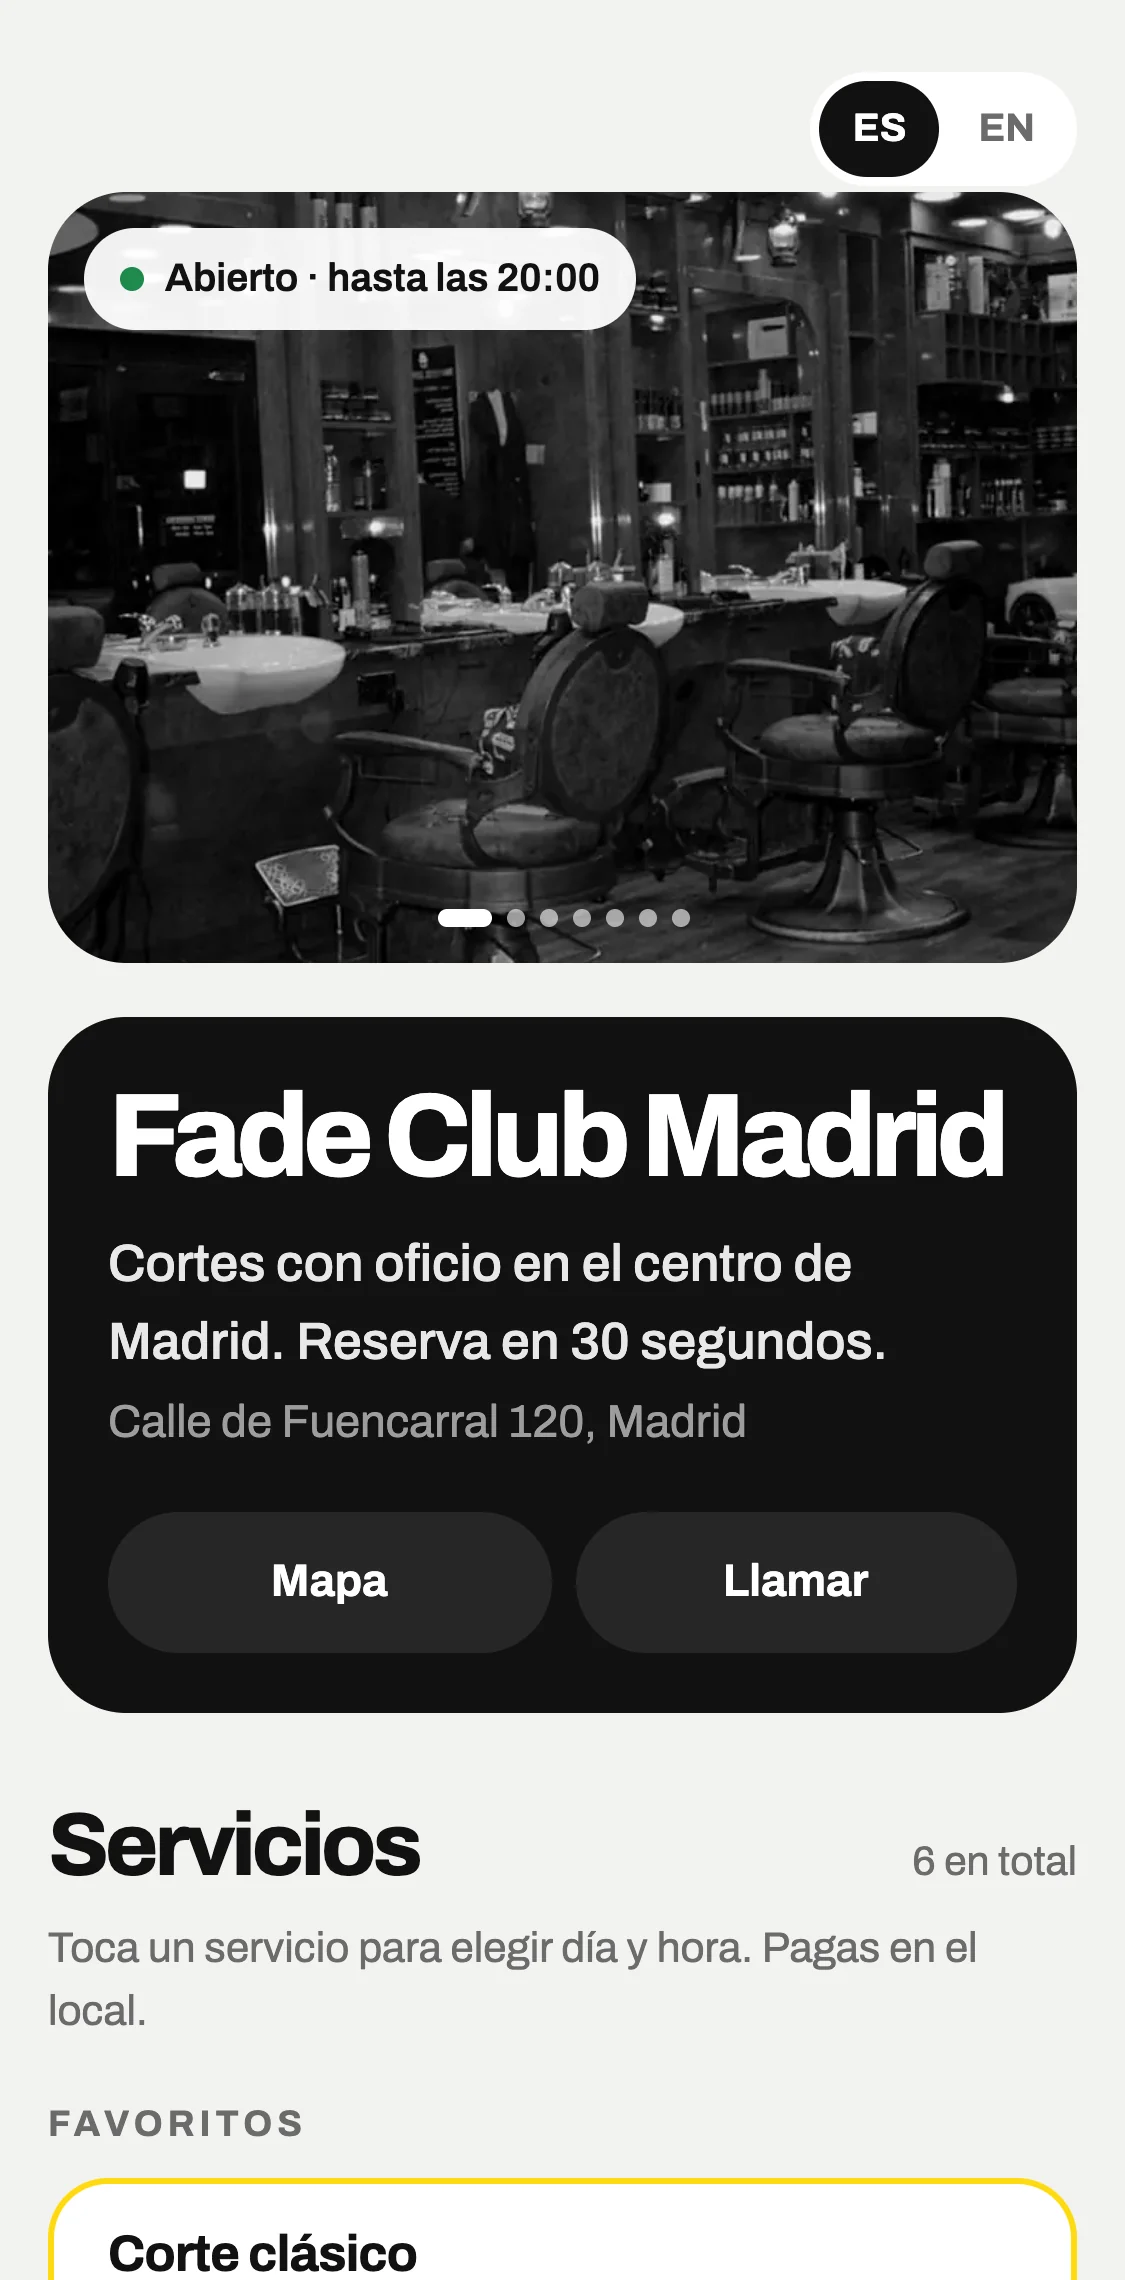 ES EN
Abierto · hasta las 20:00
Fade Club Madrid
Cortes con oficio en el centro de
Madrid. Reserva en 30 segundos.
Calle de Fuencarral 120, Madrid
Mapa Llamar
Servicios 6 en total
Toca un servicio para elegir día y hora. Pagas en el
local.
FAVORITOS
Corte clásico